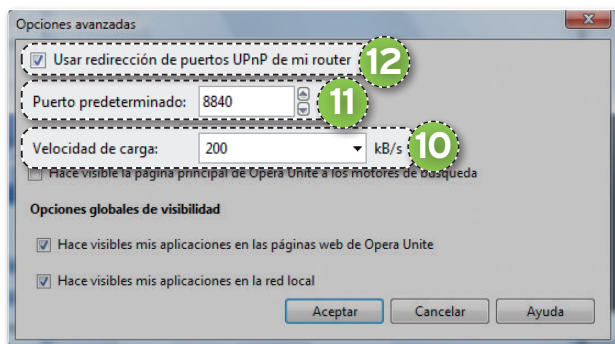 Opciones avanzadas
Usar redirección de puertos UPnP de mi router 12
Puerto predeterminado: 8840 11
Velocidad de carga: 200 kB/s 10
Hace visible la página principal de Opera Unite a los motores de búsqueda
Opciones globales de visibilidad
Hace visibles mis aplicaciones en las páginas web de Opera Unite
Hace visibles mis aplicaciones en la red local
Aceptar Cancelar Ayuda